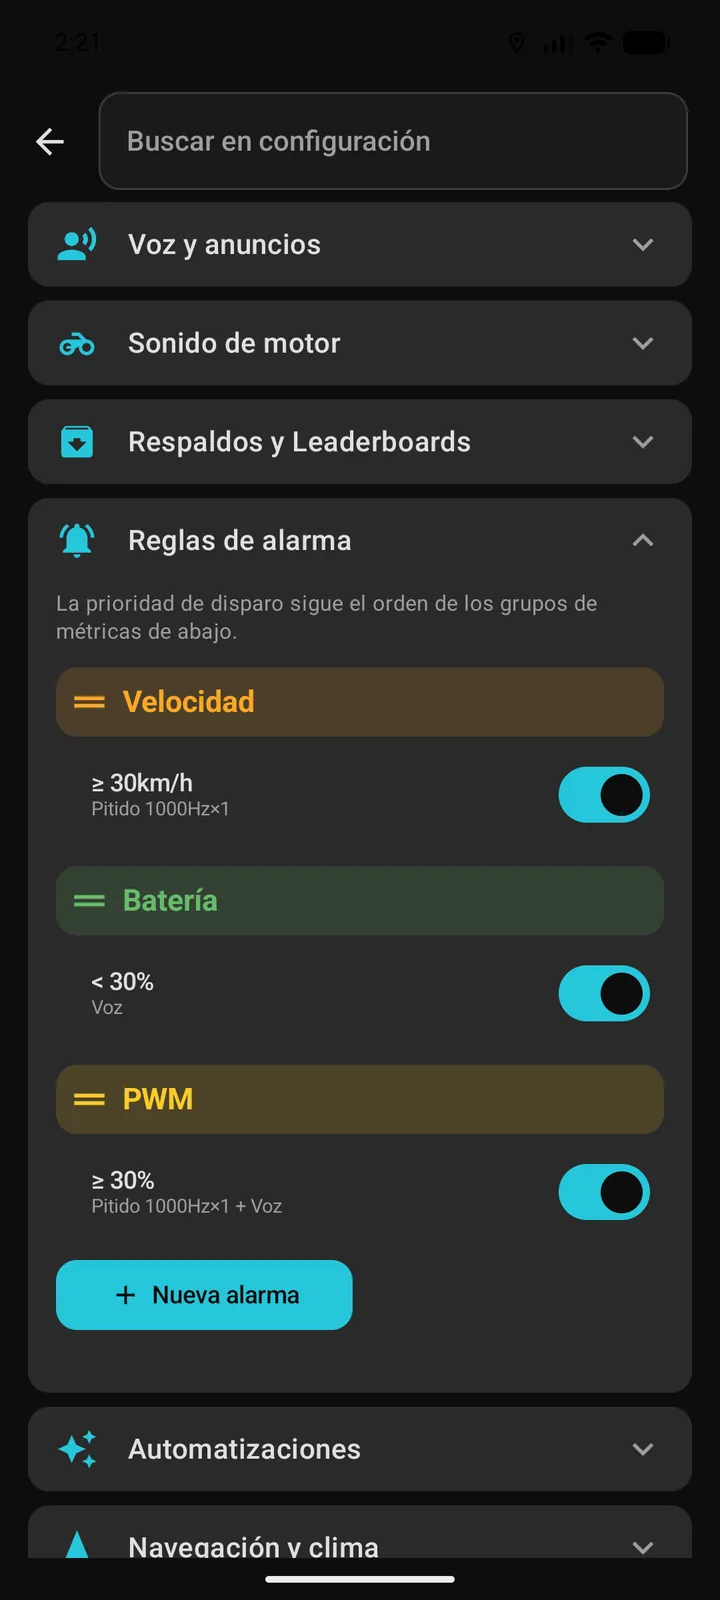 2:21
Buscar en configuración
Voz y anuncios
Sonido de motor
Respaldos y Leaderboards
Reglas de alarma
La prioridad de disparo sigue el orden de los grupos de
métricas de abajo.
Velocidad
≥ 30km/h
Pitido 1000Hz×1
Batería
< 30%
Voz
PWM
≥ 30%
Pitido 1000Hz×1 + Voz
+ Nueva alarma
Automatizaciones
Navegación y clima